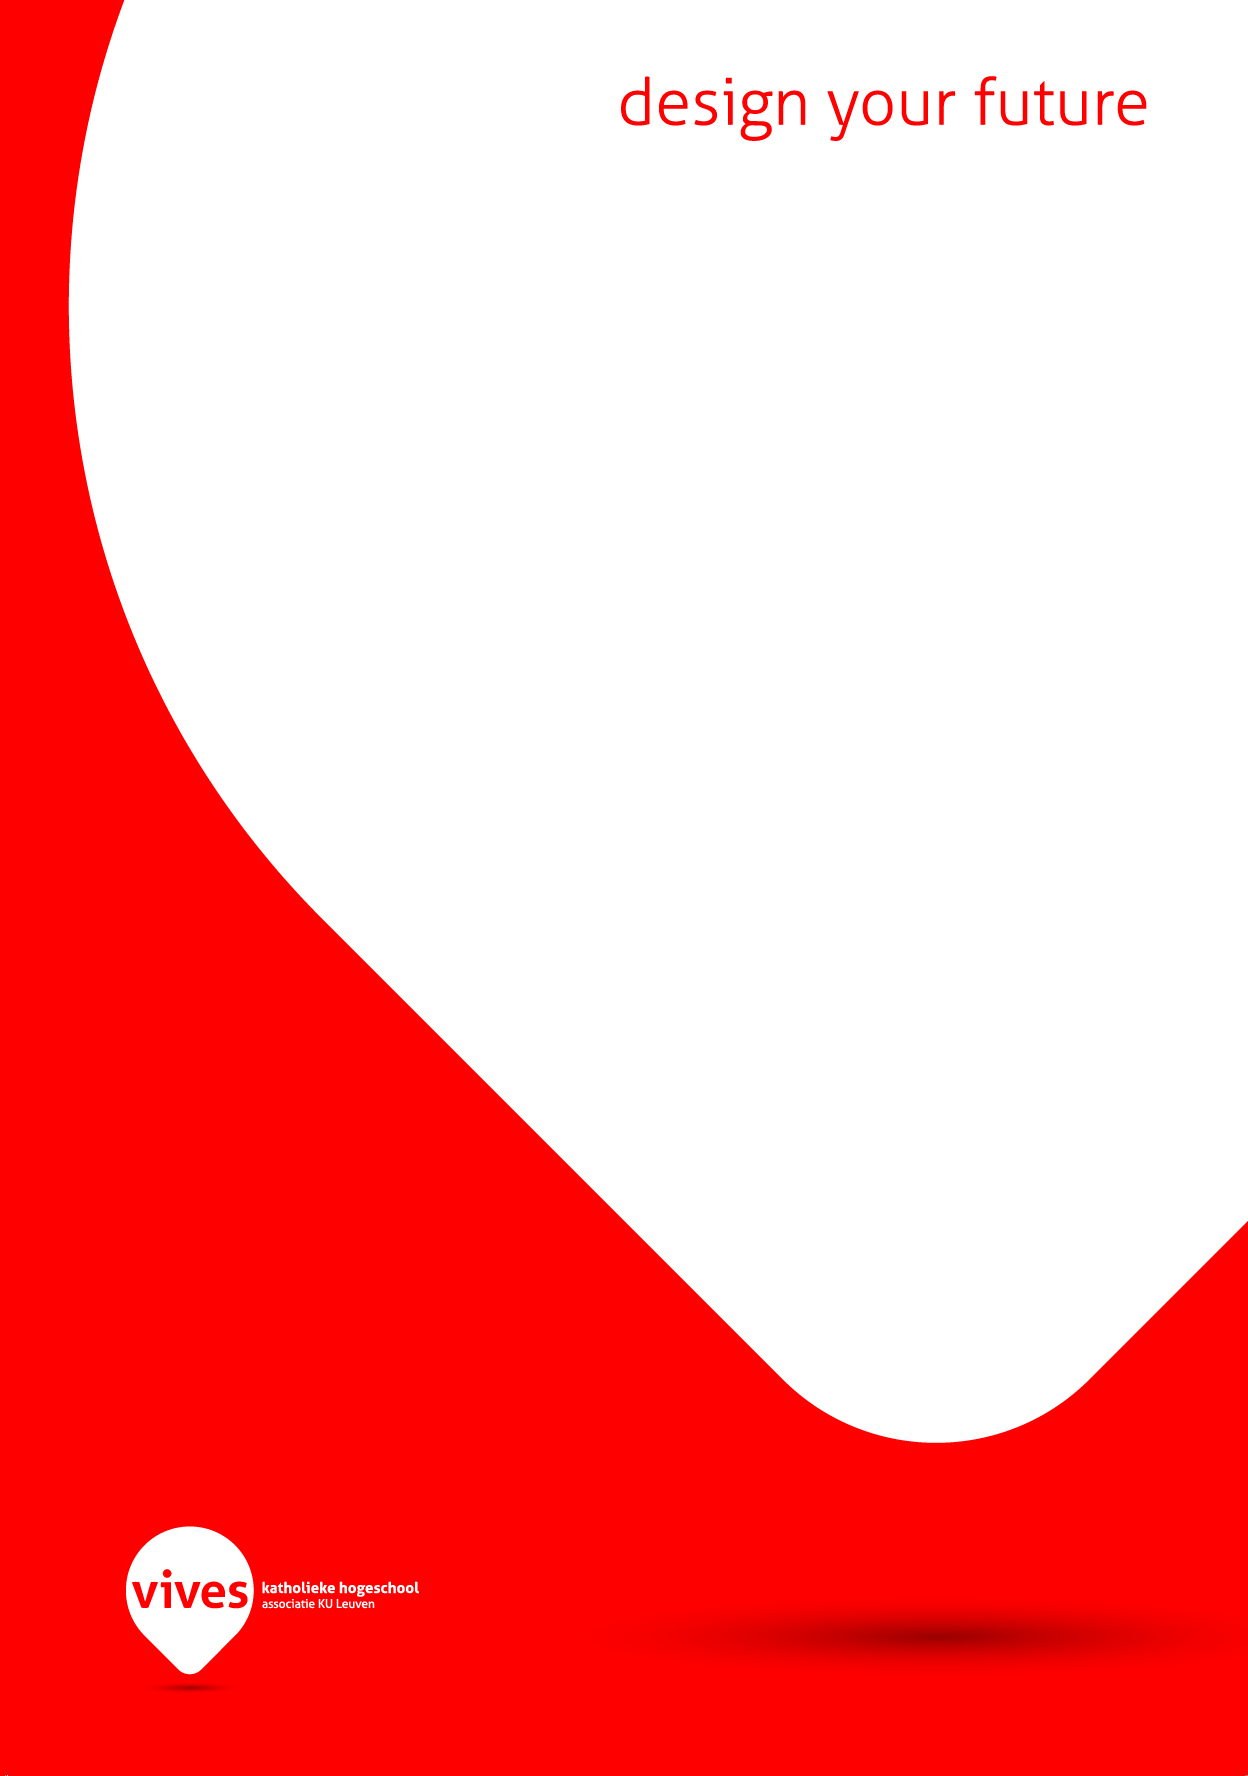 design your future
vives
katholieke hogeschool
associatie KU Leuven